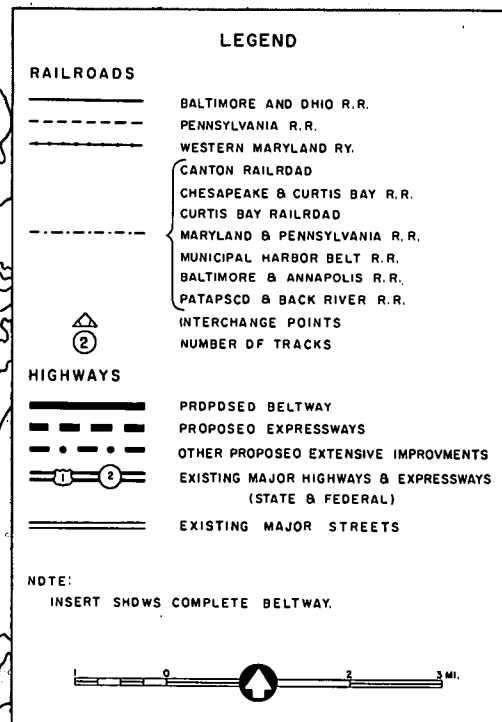 LEGEND
RAILROADS
BALTIMORE AND OHIO R.R.
PENNSYLVANIA R.R.
WESTERN MARYLAND RY.
CANTON RAILROAD
CHESAPEAKE & CURTIS BAY R.R.
CURTIS BAY RAILROAD
MARYLAND & PENNSYLVANIA R.R.
MUNICIPAL HARBOR BELT R.R.
BALTIMORE & ANNAPOLIS R.R.
PATAPSCO & BACK RIVER R.R.
INTERCHANGE POINTS
2 NUMBER OF TRACKS
HIGHWAYS
PROPOSED BELTWAY
PROPOSED EXPRESSWAYS
OTHER PROPOSED EXTENSIVE IMPROVMENTS
1 2 EXISTING MAJOR HIGHWAYS & EXPRESSWAYS
(STATE & FEDERAL)
EXISTING MAJOR STREETS
NOTE:
INSERT SHOWS COMPLETE BELTWAY.
1 0 2 3 MI.